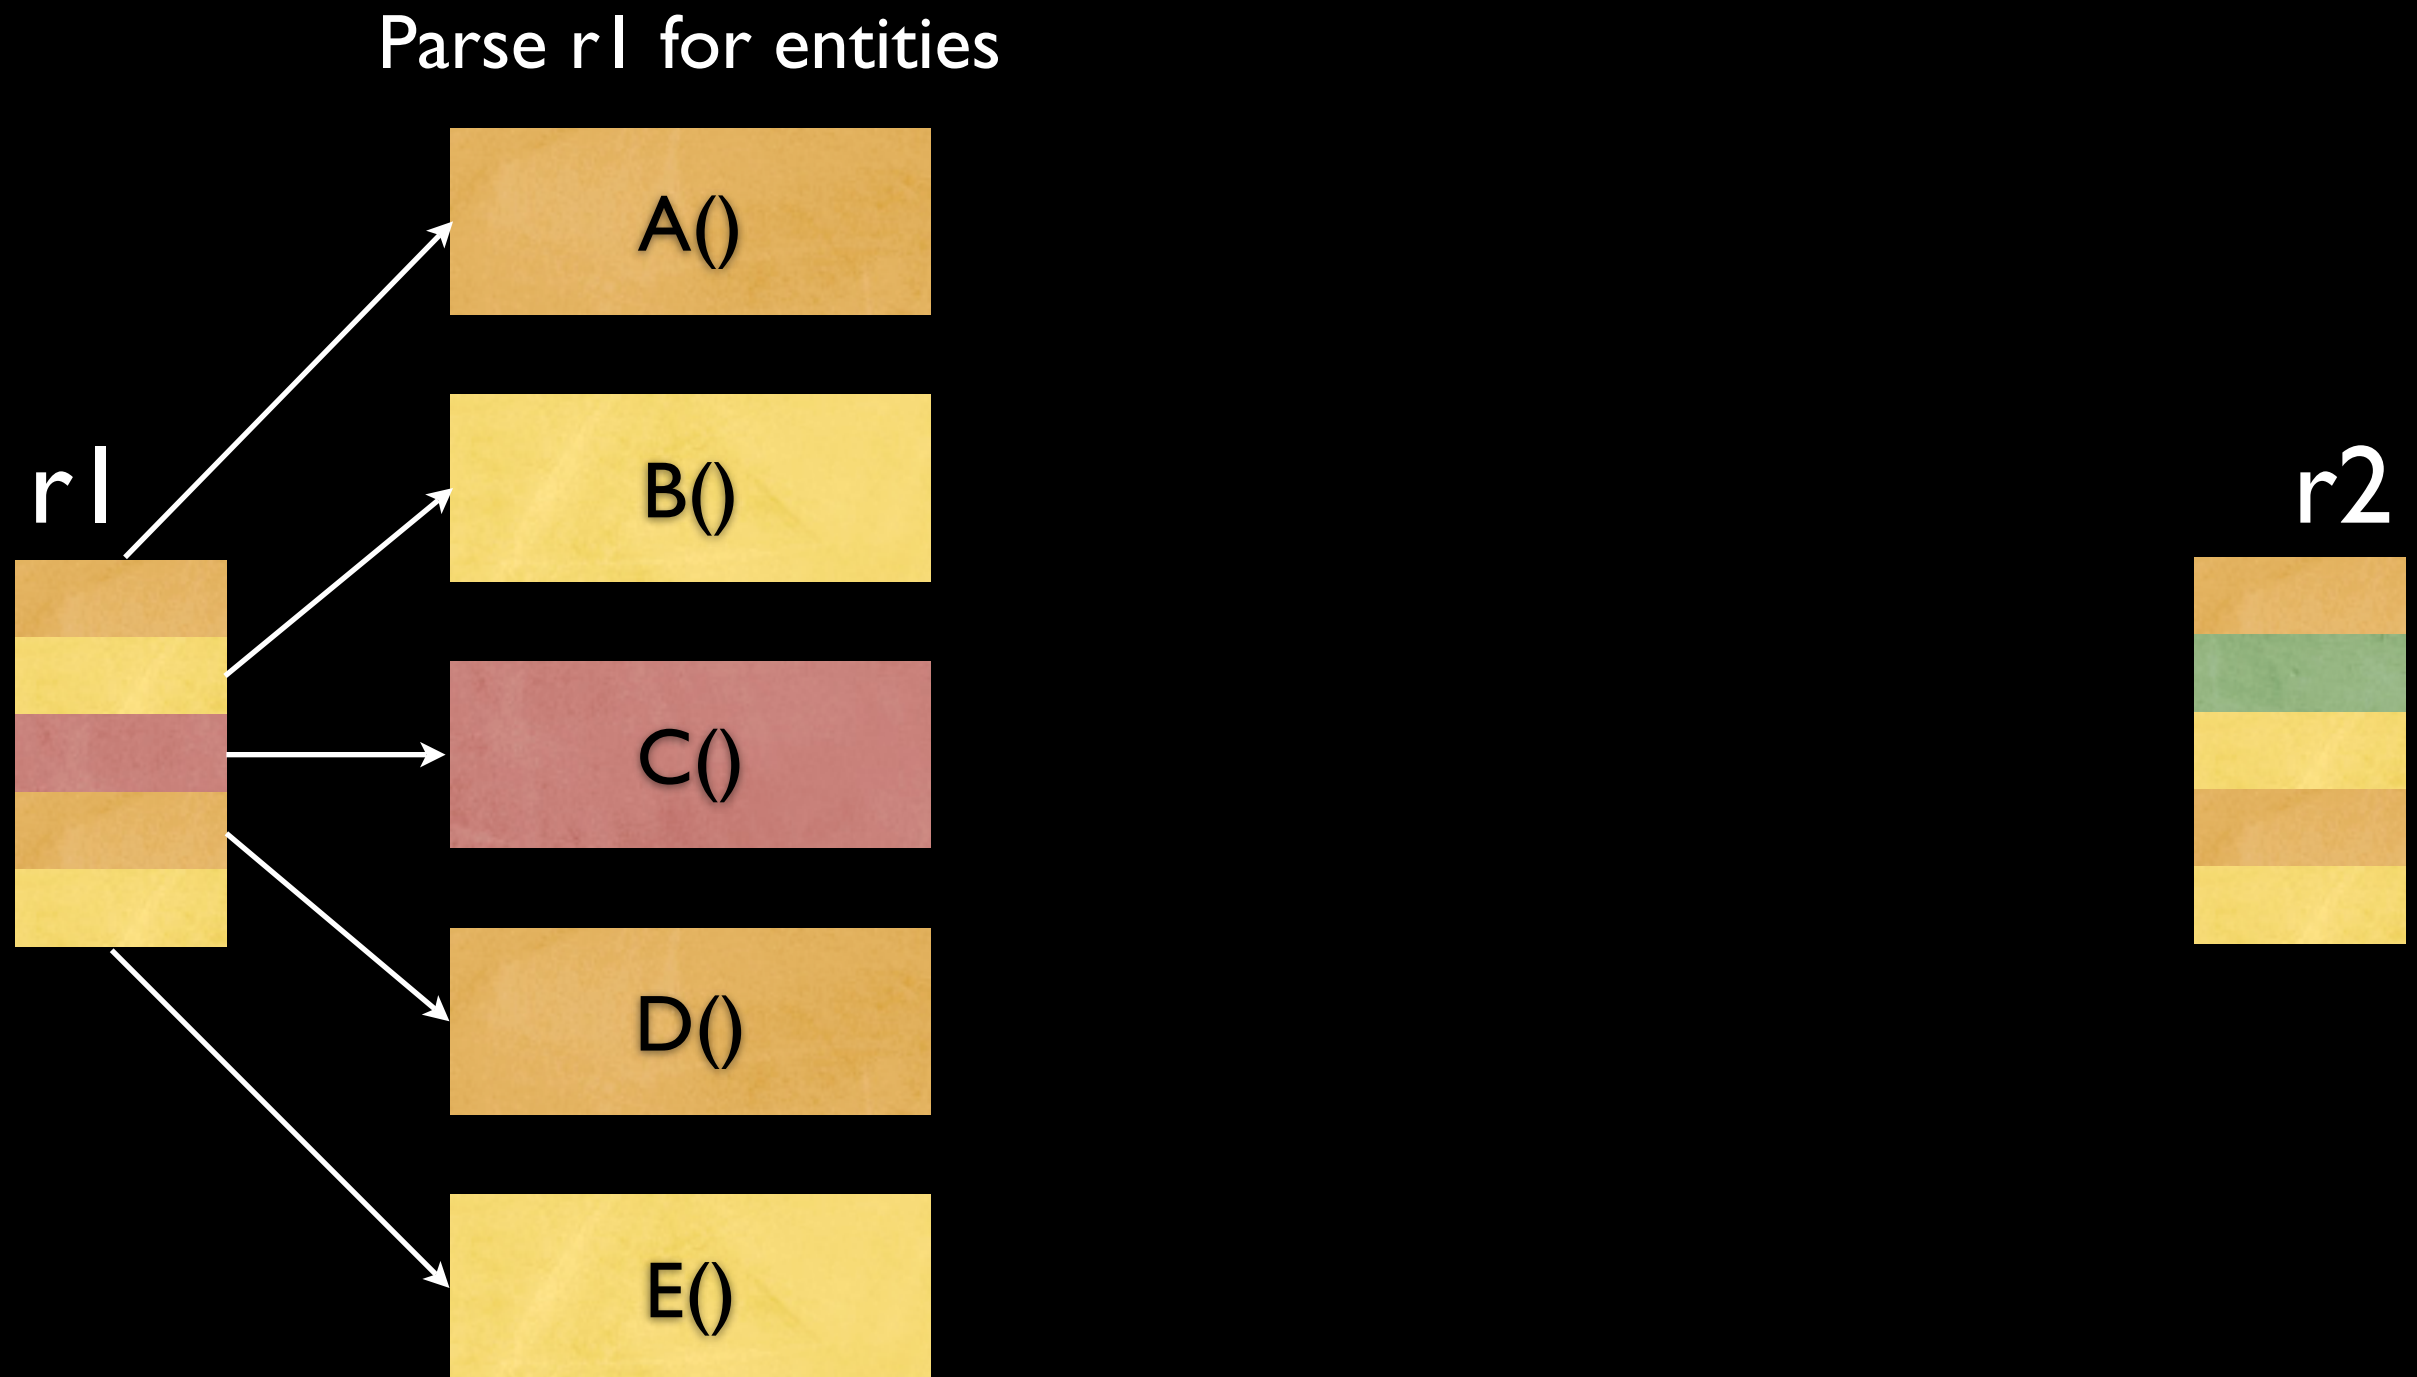 Parse r1 for entities
A()
B()
r1
r2
C()
D()
E()